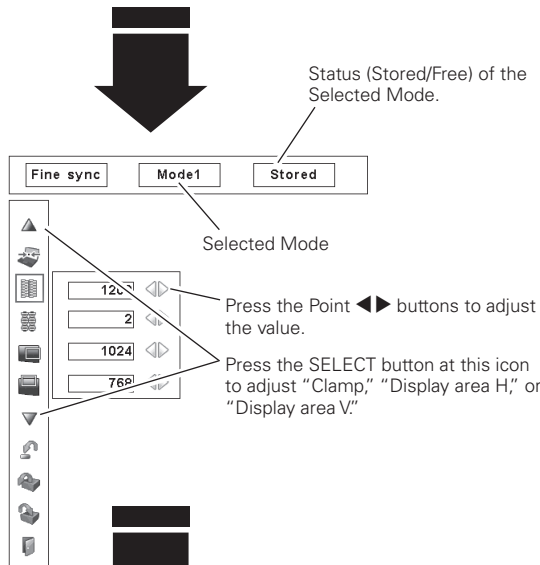 Status (Stored/Free) of the
Selected Mode.
Fine sync Mode1 Stored
Selected Mode
2
1024
768
Press the Point ◀▶ buttons to adjust
the value.
Press the SELECT button at this icon
to adjust “Clamp,” “Display area H,” or
“Display area V.”